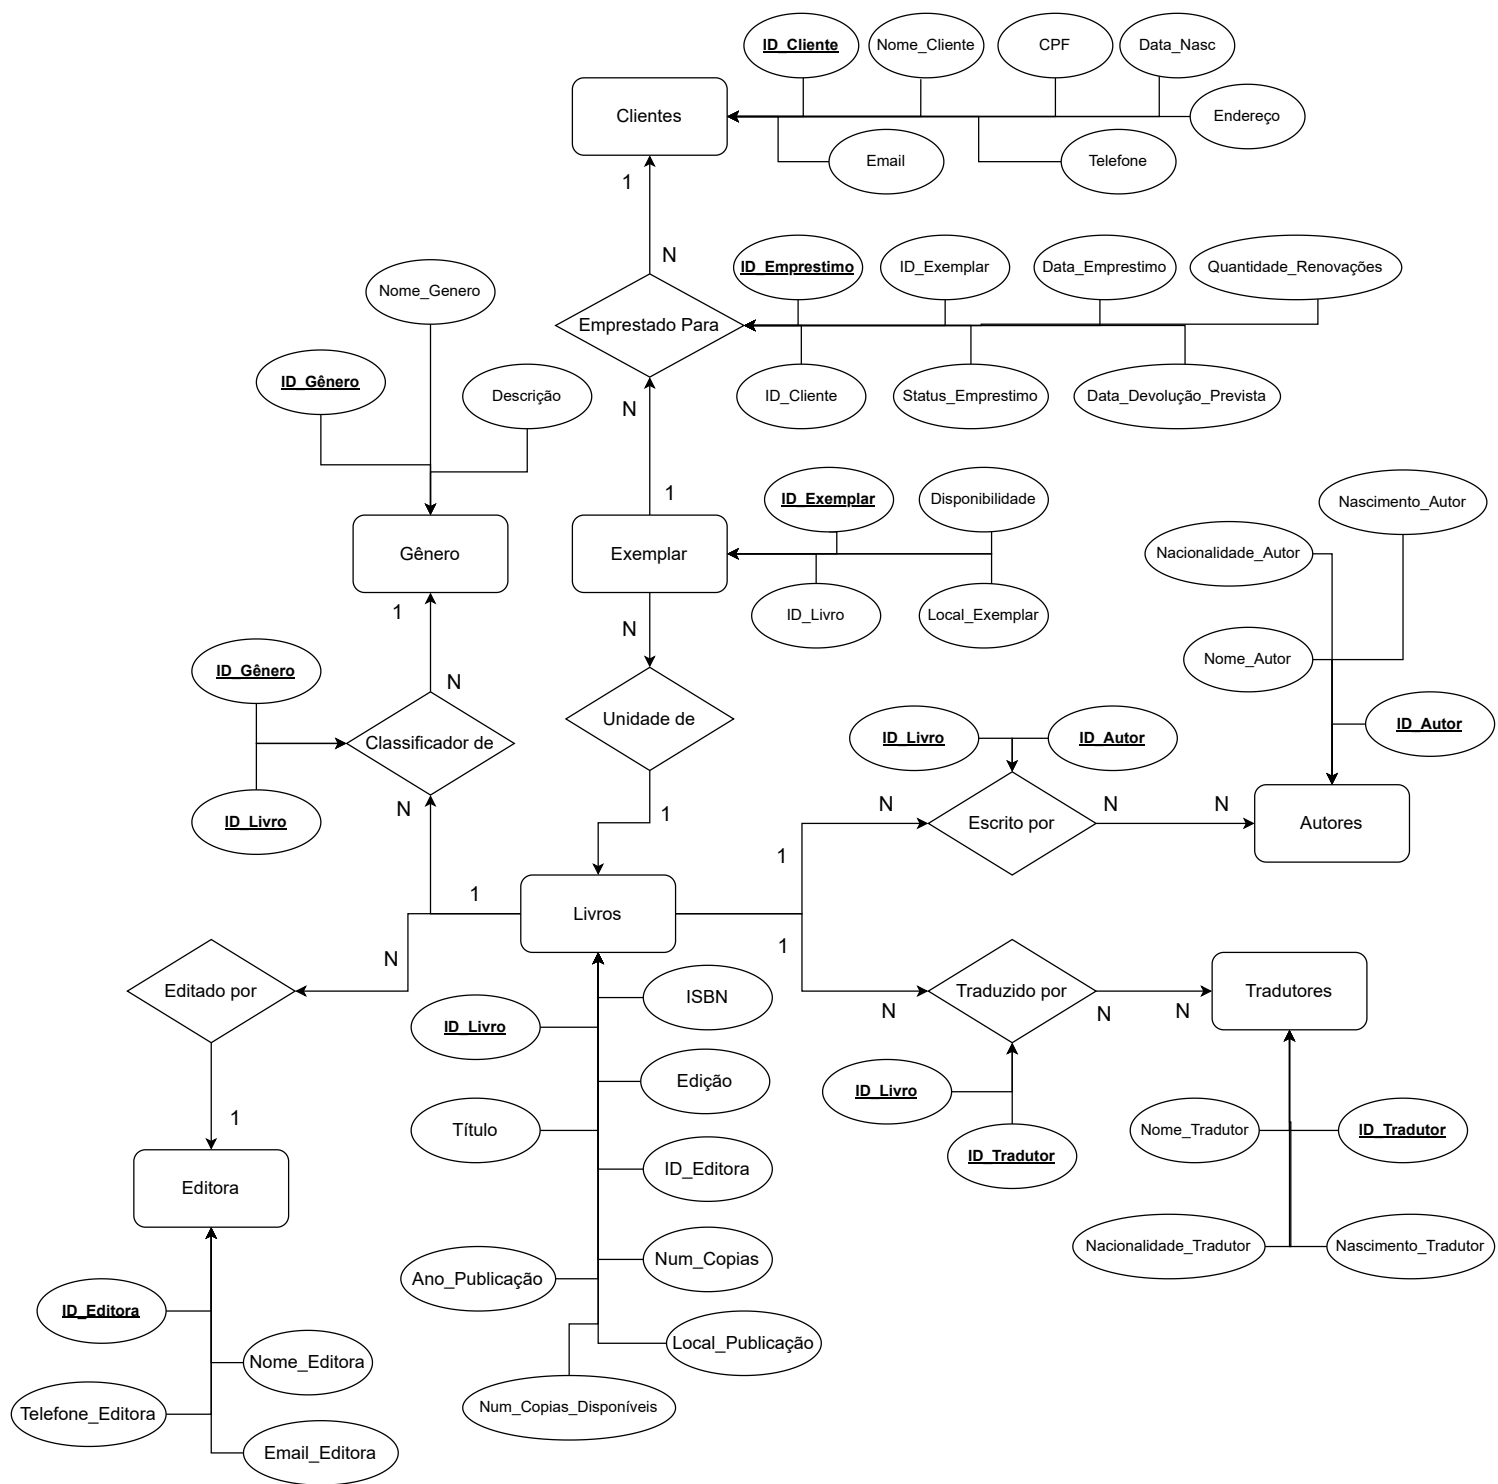 ID_Cliente
Nome_Cliente
CPF
Data_Nasc
Clientes
Endereço
Email
Telefone
1
N
ID_Emprestimo
ID_Exemplar
Data_Emprestimo
Quantidade_Renovações
Nome_Genero
Emprestado Para
ID_Gênero
Descrição
ID_Cliente
Status_Emprestimo
Data_Devolução_Prevista
N
1
ID_Exemplar
Disponibilidade
Nascimento_Autor
Gênero
Exemplar
Nacionalidade_Autor
1
N
ID_Livro
Local_Exemplar
ID_Gênero
N
Nome_Autor
Unidade de
Classificador de
ID_Livro
ID_Autor
ID_Autor
N
ID_Livro
1
N
N
N
Escrito por
Autores
1
1
Livros
1
N
Editado por
Traduzido por
Tradutores
ISBN
N
N
N
ID_Livro
Edição
ID_Livro
1
Título
Nome_Tradutor
ID_Tradutor
ID_Editora
ID_Tradutor
Editora
Nacionalidade_Tradutor
Nascimento_Tradutor
Num_Copias
Ano_Publicação
ID_Editora
Local_Publicação
Nome_Editora
Num_Copias_Disponíveis
Telefone_Editora
Email_Editora